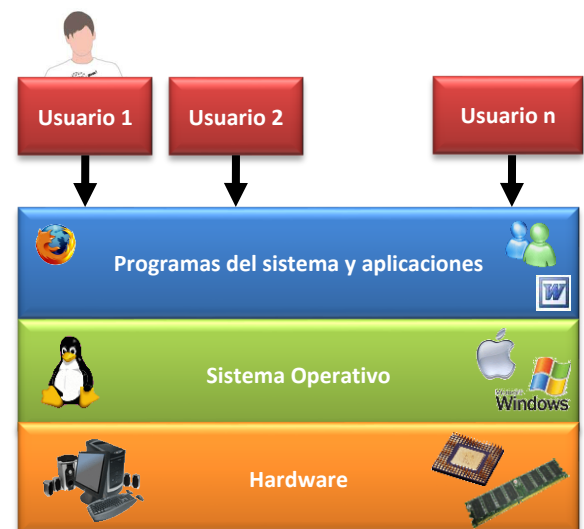 Usuario 1
Usuario 2
Usuario n
Programas del sistema y aplicaciones
W
Sistema Operativo
Windows
Hardware